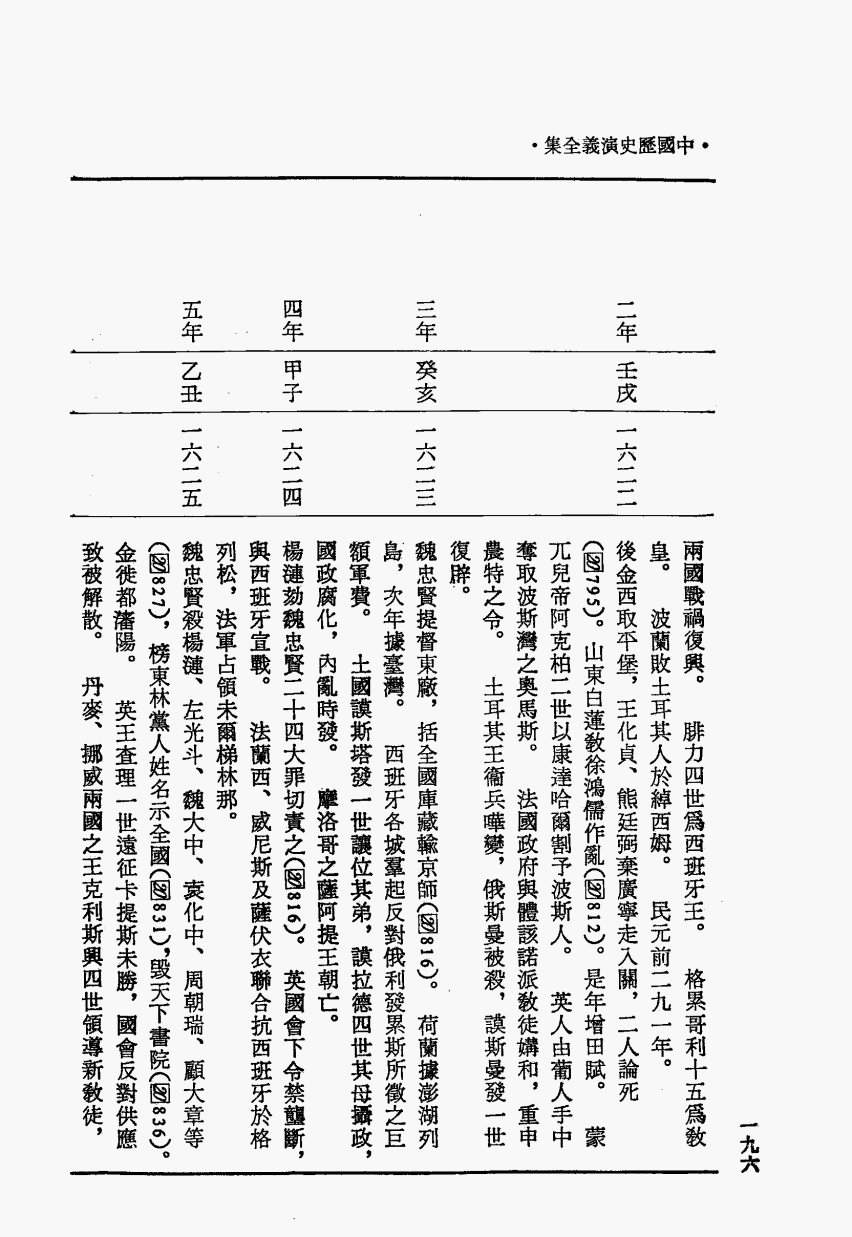 •中國歷史演義全集•
兩國戰禍復興。　腓力四世爲西班牙王。　格累哥利十五爲敎
皇。　波蘭敗土耳其人於綽西姆。　民元前二九一年。
二年　壬戌　一六二二　後金西取平堡，王化貞、熊廷弼棄廣寧走入關，二人論死
(図795)。山東白蓮敎徐鴻儒作亂(図812)。是年增田賦。　蒙
兀兒帝阿克柏二世以康達哈爾割予波斯人。　英人由葡人手中
奪取波斯灣之奧馬斯。　法國政府與體該諾派敎徒媾和，重申
農特之令。　土耳其王衞兵嘩變，俄斯曼被殺，謨斯曼發一世
復辟。
三年　癸亥　一六二三　魏忠賢提督東廠，括全國庫藏輸京師(図816)。　荷蘭據澎湖列
島，次年據臺灣。　西班牙各城羣起反對俄利發累斯所徵之巨
額軍費。　土國謨斯塔發一世讓位其弟，謨拉德四世其母攝政，
國政腐化，內亂時發。　摩洛哥之薩阿提王朝亡。
四年　甲子　一六二四　楊漣劾魏忠賢二十四大罪切責之(図816)。　英國會下令禁壟斷，
與西班牙宣戰。　法蘭西、威尼斯及薩伏衣聯合抗西班牙於格
列松，法軍占領未爾梯林那。
五年　乙丑　一六二五　魏忠賢殺楊漣、左光斗、魏大中、袁化中、周朝瑞、顧大章等
(図827)，榜東林黨人姓名示全國(図831)，毀天下書院(図836)。
金徙都瀋陽。　英王查理一世遠征卡提斯未勝，國會反對供應
致被解散。　丹麥、挪威兩國之王克利斯興四世領導新敎徒，
一九六